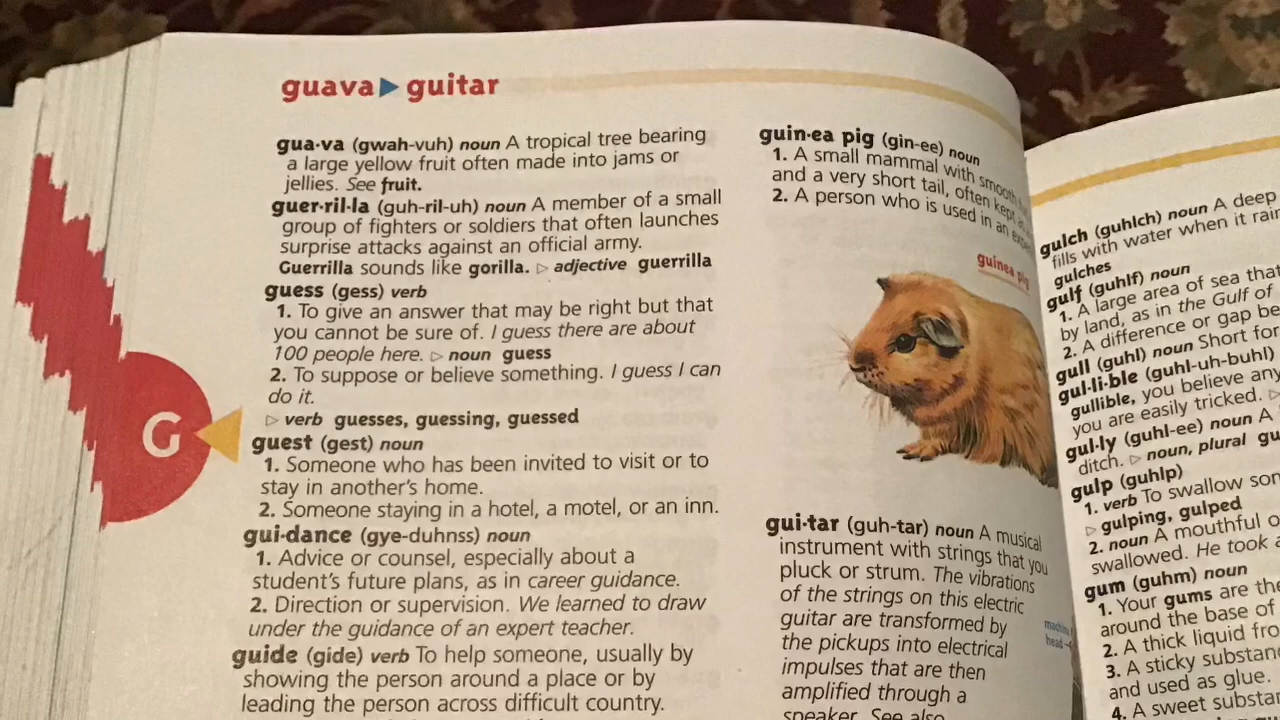 guava ▶ guitar
gua·va (gwah-vuh) noun A tropical tree bearing
a large yellow fruit often made into jams or
jellies. See fruit.
guer·ril·la (guh-ril-uh) noun A member of a small
group of fighters or soldiers that often launches
surprise attacks against an official army.
Guerrilla sounds like gorilla. ▷ adjective guerrilla
guess (gess) verb
1. To give an answer that may be right but that
you cannot be sure of. I guess there are about
100 people here. ▷ noun guess
2. To suppose or believe something. I guess I can
do it.
▷ verb guesses, guessing, guessed
guest (gest) noun
1. Someone who has been invited to visit or to
stay in another's home.
2. Someone staying in a hotel, a motel, or an inn.
gui·dance (gye-duhnss) noun
1. Advice or counsel, especially about a
student's future plans, as in career guidance.
2. Direction or supervision. We learned to draw
under the guidance of an expert teacher.
guide (gide) verb To help someone, usually by
showing the person around a place or by
leading the person across difficult country.
G
guin·ea pig (gin-ee) noun
1. A small mammal with smooth
and a very short tail, often kept
2. A person who is used in an
guinea pig
gui·tar (guh-tar) noun A musical
instrument with strings that you
pluck or strum. The vibrations
of the strings on this electric
guitar are transformed by
the pickups into electrical
impulses that are then
amplified through a
speaker. See also
head
gulch (guhlch) noun A deep
fills with water when it
gulches
gulf (guhlf) noun
1. A large area of sea that
by land, as in the Gulf of
2. A difference or gap
gull (guhl) noun Short for
gul·li·ble (guhl-uh-buhl)
gullible, you believe
you are easily tricked. ▷
gul·ly (guhl-ee) noun A
ditch. ▷ noun, plural
gulp (guhlp)
1. verb To swallow
▷ gulping, gulped
2. noun A mouthful
swallowed. He took
gum (guhm) noun
1. Your gums are the
around the base of
2. A thick liquid
3. A sticky
and used as glue.
4. A sweet